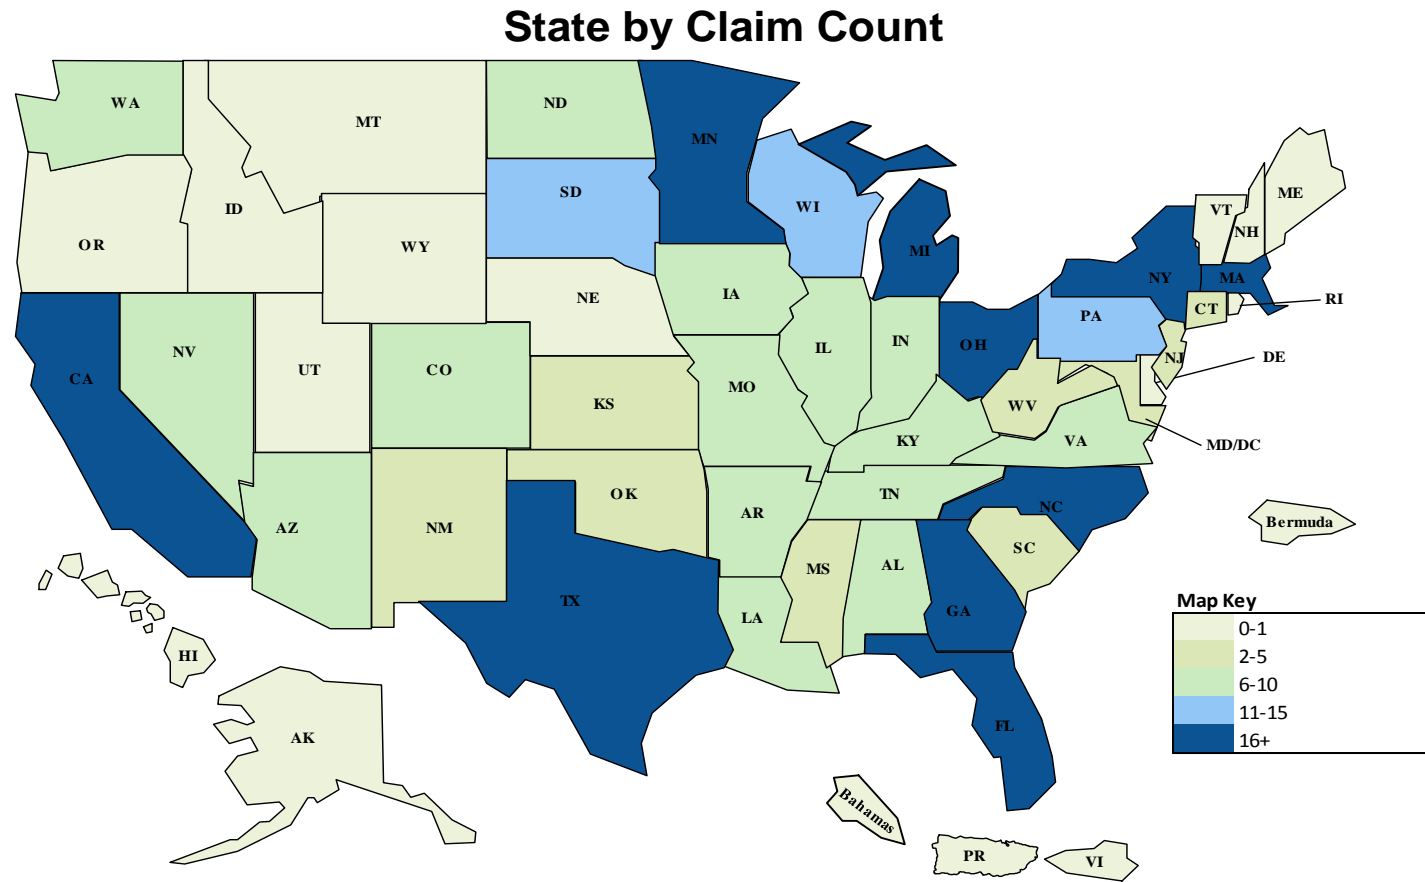 State by Claim Count
WA
MT
ND
MN
SD
WI
MI
ME
VT
NH
ID
OR
WY
NY
MA
RI
NE
IA
PA
CT
NV
UT
CO
IL
IN
OH
NJ
DE
CA
MO
KS
WV
KY
VA
MD/DC
OK
TN
NC
AZ
NM
AR
Bermuda
SC
MS
AL
TX
GA
LA
HI
FL
AK
Map Key
0-1
2-5
6-10
11-15
16+
Bahamas
PR
VI